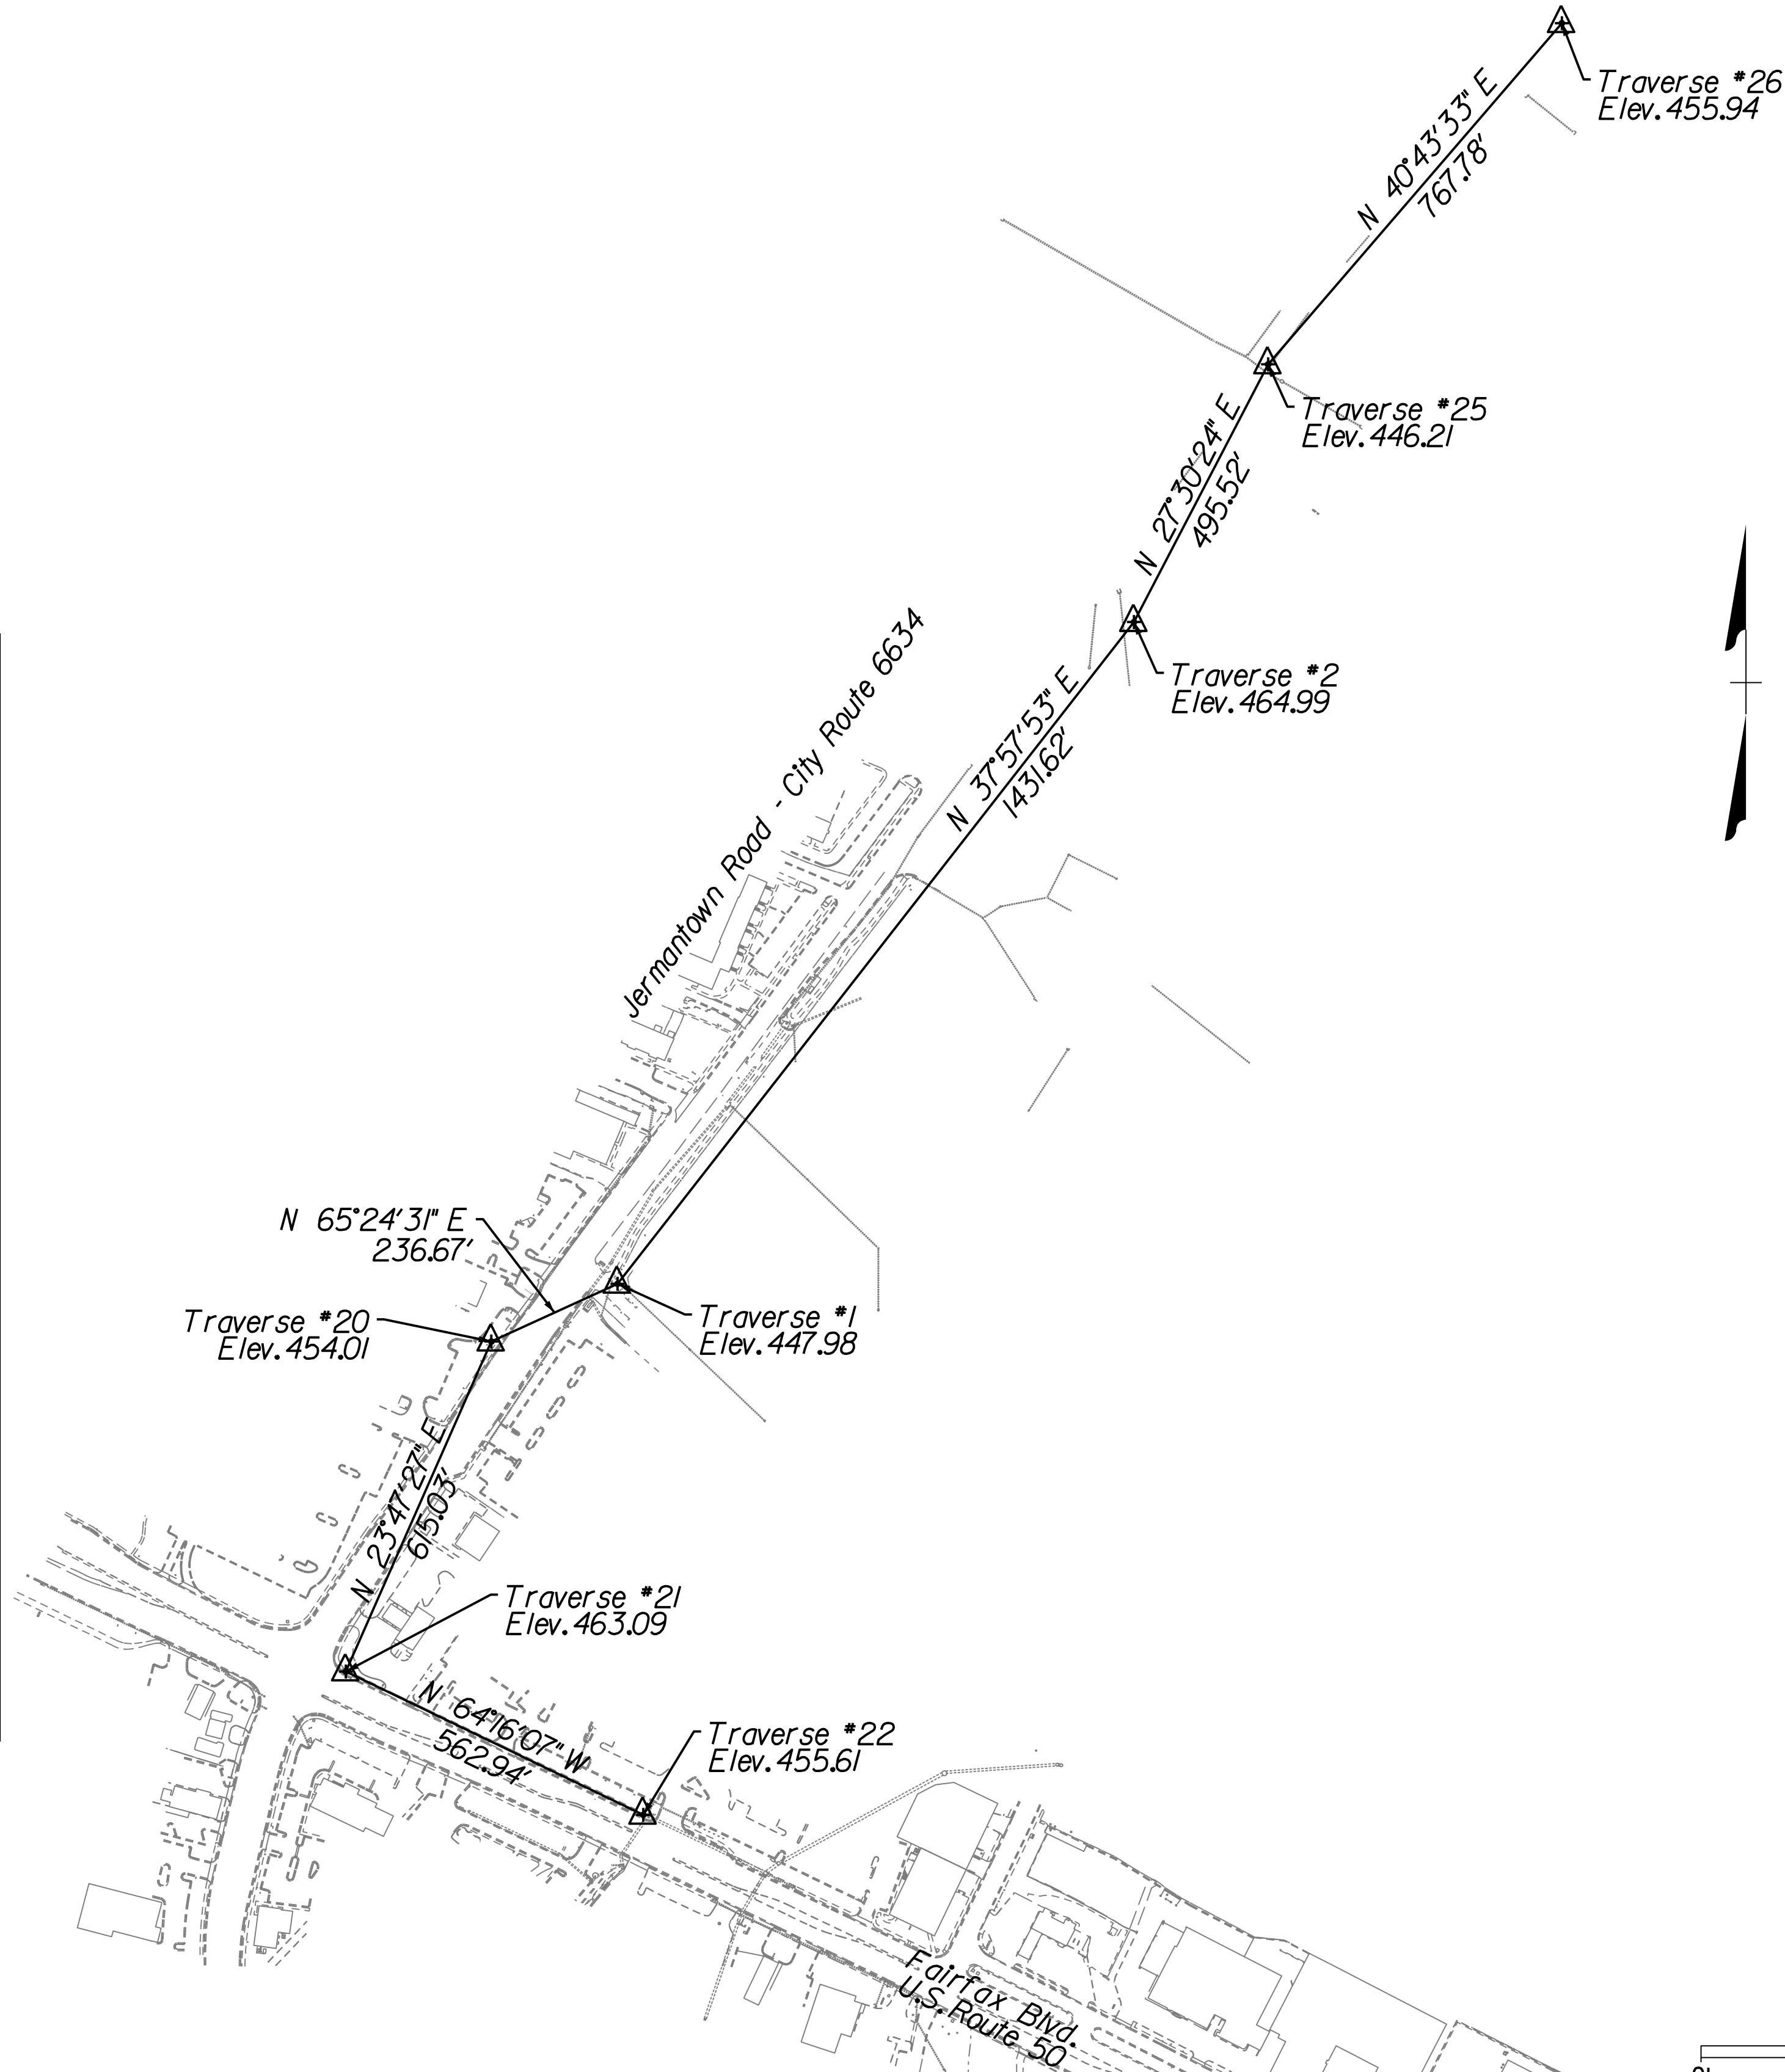 Traverse #26
Elev. 455.94
N 40°43'33" E
767.78'
Traverse #25
Elev. 446.21
N 27°30'24" E
495.52'
Traverse #2
Elev. 464.99
N 37°57'53" E
1431.62'
Jermantown Road - City Route 6634
N 65°24'31" E
236.67'
Traverse #20
Elev. 454.01
Traverse #1
Elev. 447.98
N 23°47'27" E
615.03'
Traverse #21
Elev. 463.09
N 64°16'07" W
562.94'
Traverse #22
Elev. 455.61
Fairfax Blvd.
U.S. Route 50